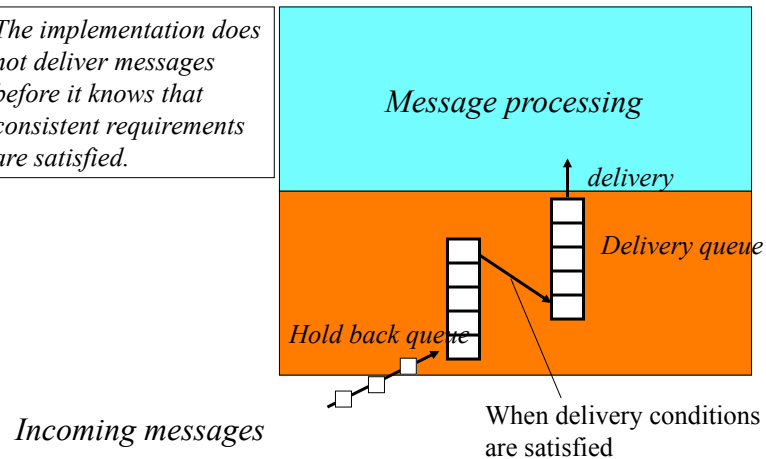 The implementation does
not deliver messages
before it knows that
consistent requirements
are satisfied.
Message processing
delivery
Delivery queue
Hold back queue
Incoming messages
When delivery conditions
are satisfied